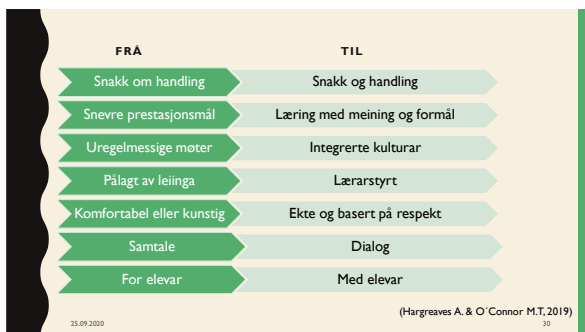 FRÅ TIL
Snakk om handling Snakk og handling
Snevre prestasjonsmål Læring med meining og formål
Uregelmessige møter Integrerte kulturar
Pålagt av leiinga Lærarstyrt
Komfortabel eller kunstig Ekte og basert på respekt
Samtale Dialog
For elevar Med elevar
(Hargreaves A. & O´Connor M.T, 2019)
25.09.2020 30